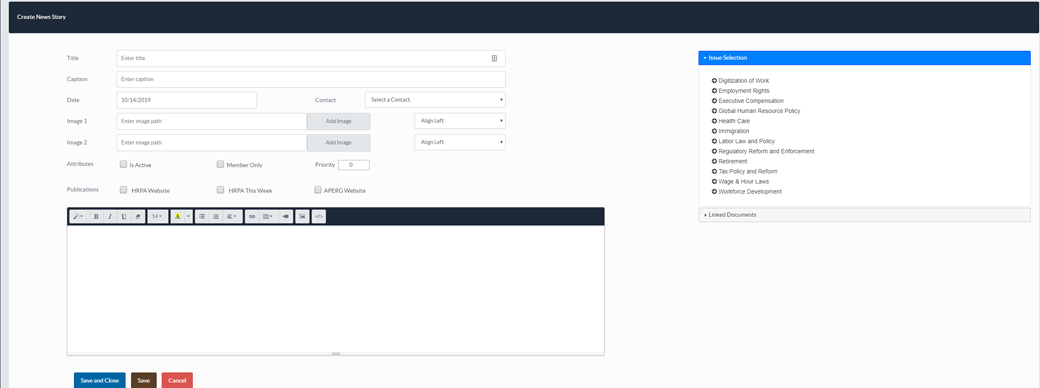 Create News Story
Title
Enter title
Caption
Enter caption
Date
10/14/2019
Contact
Select a Contact
Image 1
Enter image path
Add Image
Align Left
Image 2
Enter image path
Add Image
Align Left
Attributes
Is Active
Member Only
Priority
0
Publications
HRPA Website
HRPA This Week
APERG Website
B I U
14
A
</>
Save and Close
Save
Cancel
Issue Selection
Digitization of Work
Employment Rights
Executive Compensation
Global Human Resource Policy
Health Care
Immigration
Labor Law and Policy
Regulatory Reform and Enforcement
Retirement
Tax Policy and Reform
Wage & Hour Laws
Workforce Development
Linked Documents